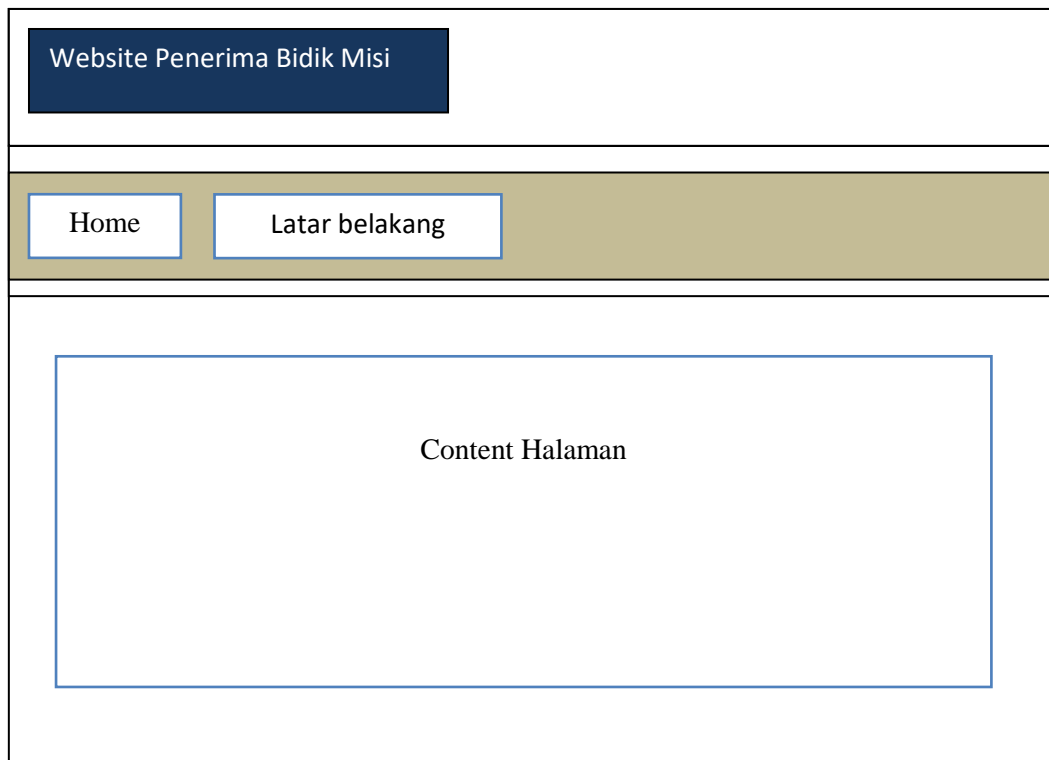 Website Penerima Bidik Misi
Home
Latar belakang
Content Halaman